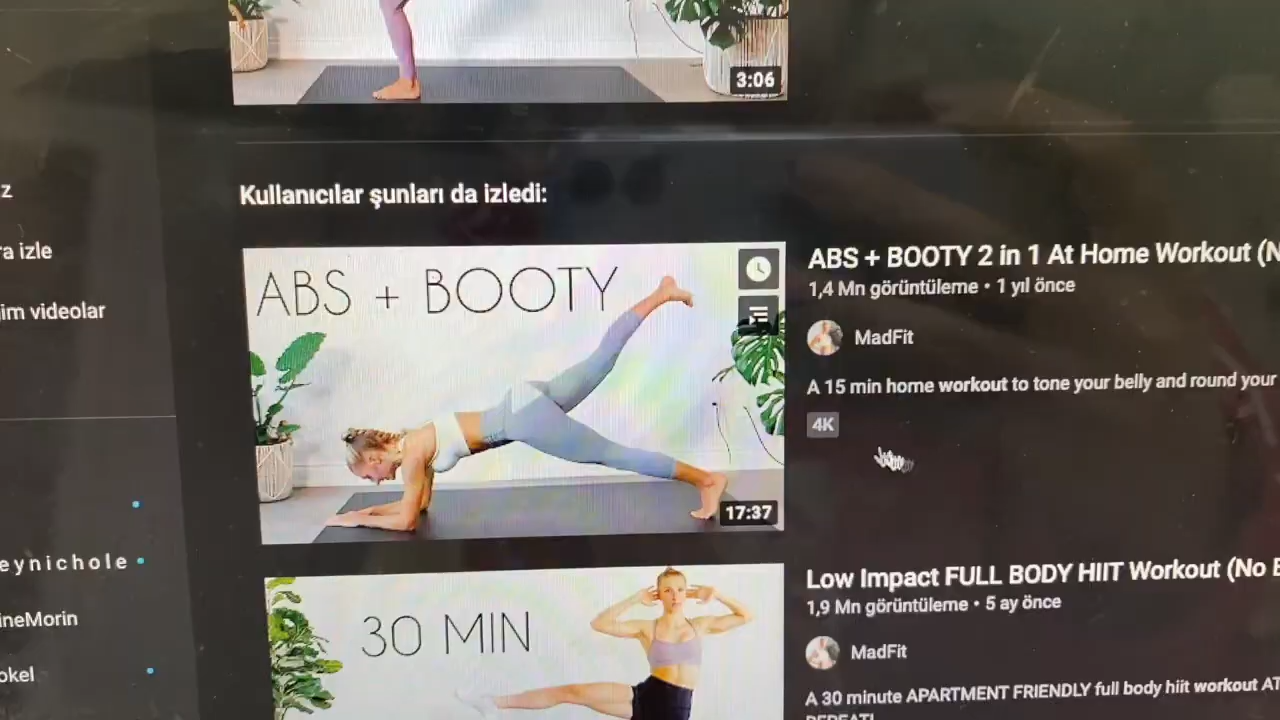 3:06
Kullanıcılar şunları da izledi:
z
a izle
im videolar
eynichole
ineMorin
okel
ABS + BOOTY
17:37
ABS + BOOTY 2 in 1 At Home Workout (N
1,4 Mn görüntüleme • 1 yıl önce
MadFit
A 15 min home workout to tone your belly and round your
4K
30 MIN
Low Impact FULL BODY HIIT Workout (No E
1,9 Mn görüntüleme • 5 ay önce
MadFit
A 30 minute APARTMENT FRIENDLY full body hiit workout AT